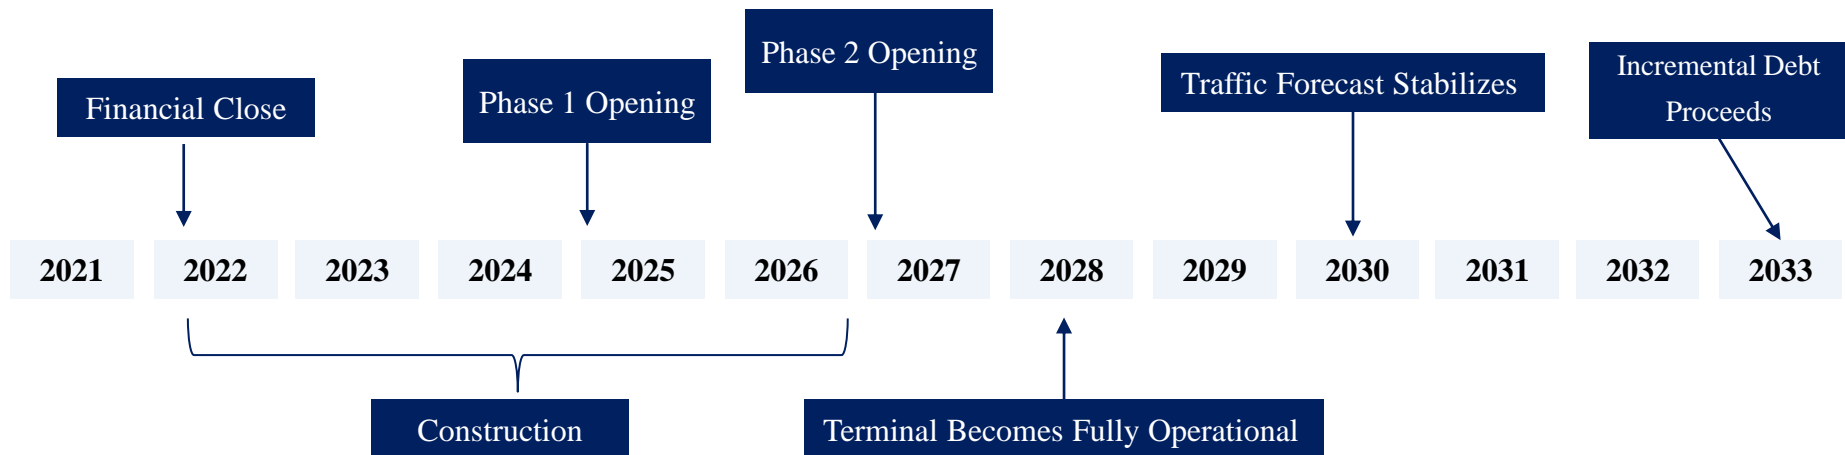 Phase 2 Opening
Incremental Debt
Proceeds
Traffic Forecast Stabilizes
Phase 1 Opening
Financial Close
2021
2022
2023
2024
2025
2026
2027
2028
2029
2030
2031
2032
2033
Construction
Terminal Becomes Fully Operational